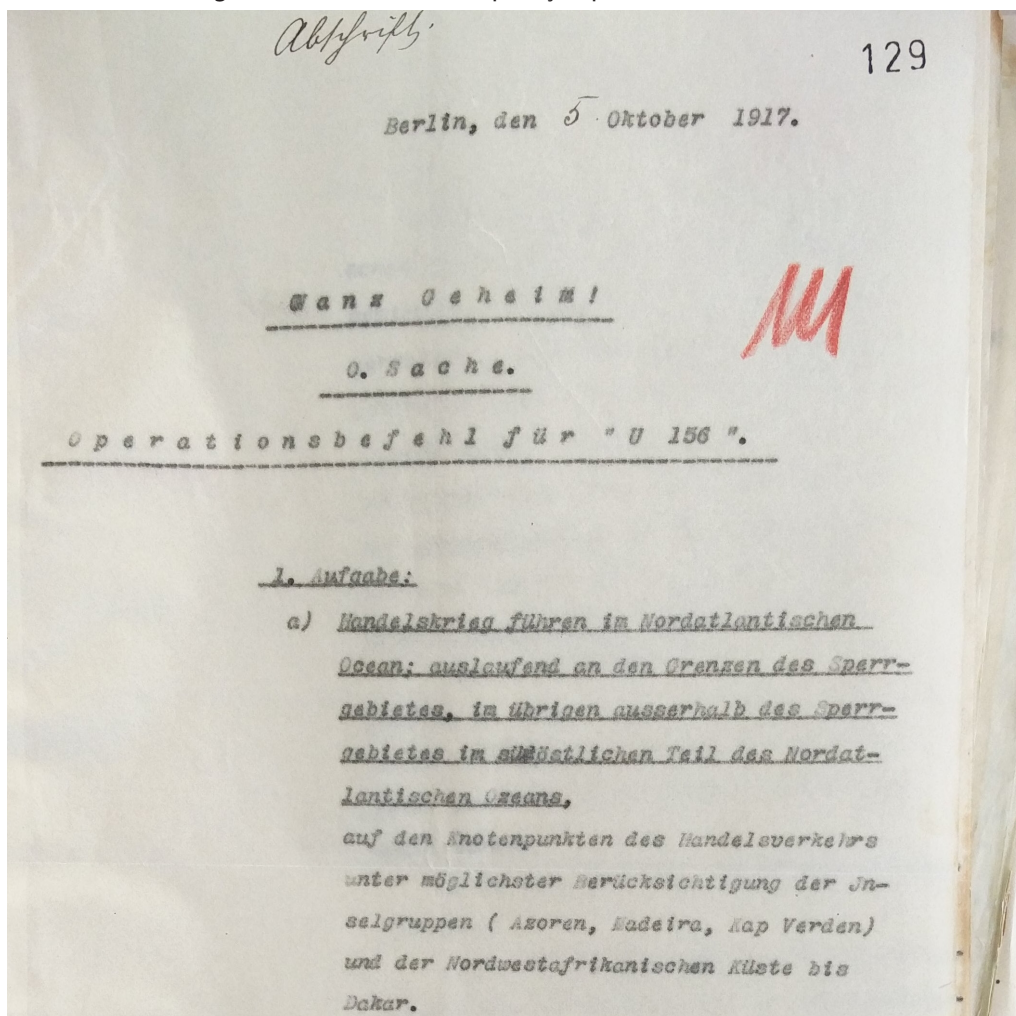 Abschrift.
129
Berlin, den 5 Oktober 1917.
Ganz Geheim!
O. Sache.
Operationsbefehl für "U 156".
1. Aufgabe:
a) Handelskrieg führen im Nordatlantischen
Ocean; auslaufend an den Grenzen des Sperr-
gebietes, im übrigen ausserhalb des Sperr-
gebietes im südöstlichen Teil des Nordat-
lantischen Ozeans,
auf den Knotenpunkten des Handelsverkehrs
unter möglichster Berücksichtigung der Jn-
selgruppen ( Azoren, Madeira, Kap Verden)
und der Nordwestafrikanischen Küste bis
Dakar.